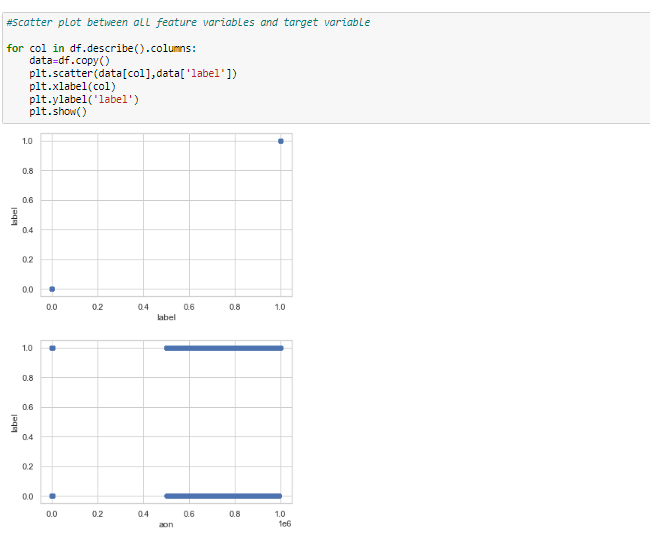 #Scatter plot between all feature variables and target variable
for col in df.describe().columns:
    data=df.copy()
    plt.scatter(data[col],data['label'])
    plt.xlabel(col)
    plt.ylabel('label')
    plt.show()
1.0
0.8
0.6
0.4
0.2
0.0
label
0.0 0.2 0.4 0.6 0.8 1.0
label
1.0
0.8
0.6
0.4
0.2
0.0
label
0.0 0.2 0.4 0.6 0.8 1.0
aon
1e6